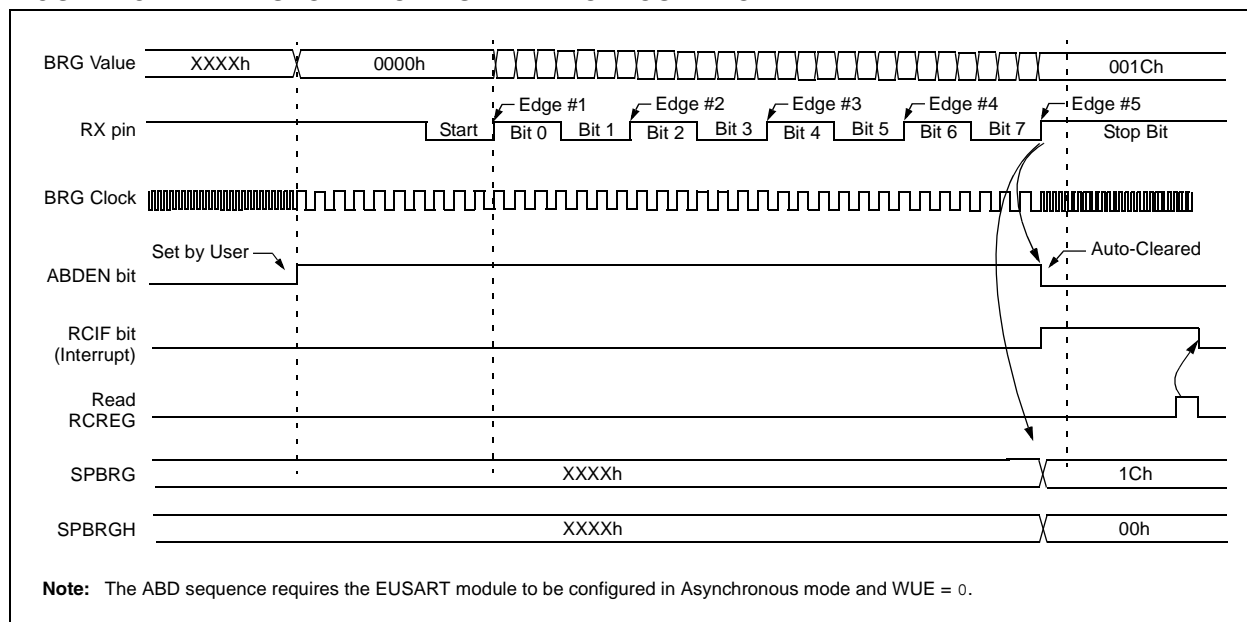 BRG Value XXXXh 0000h 001Ch
Edge #1 Edge #2 Edge #3 Edge #4 Edge #5
RX pin Start Bit 0 Bit 1 Bit 2 Bit 3 Bit 4 Bit 5 Bit 6 Bit 7 Stop Bit
BRG Clock
Set by User Auto-Cleared
ABDEN bit
RCIF bit
(Interrupt)
Read
RCREG
SPBRG XXXXh 1Ch
SPBRGH XXXXh 00h
Note: The ABD sequence requires the EUSART module to be configured in Asynchronous mode and WUE = 0.